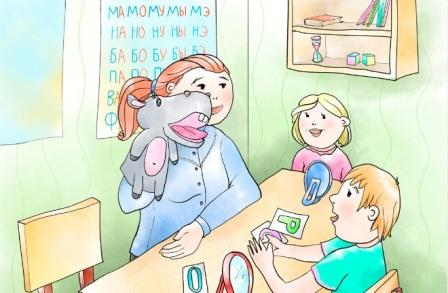 МА МО МУ МЫ МЭ
НА НО НУ НЫ НЭ
БА БО БУ БЫ
ПА ПО
О